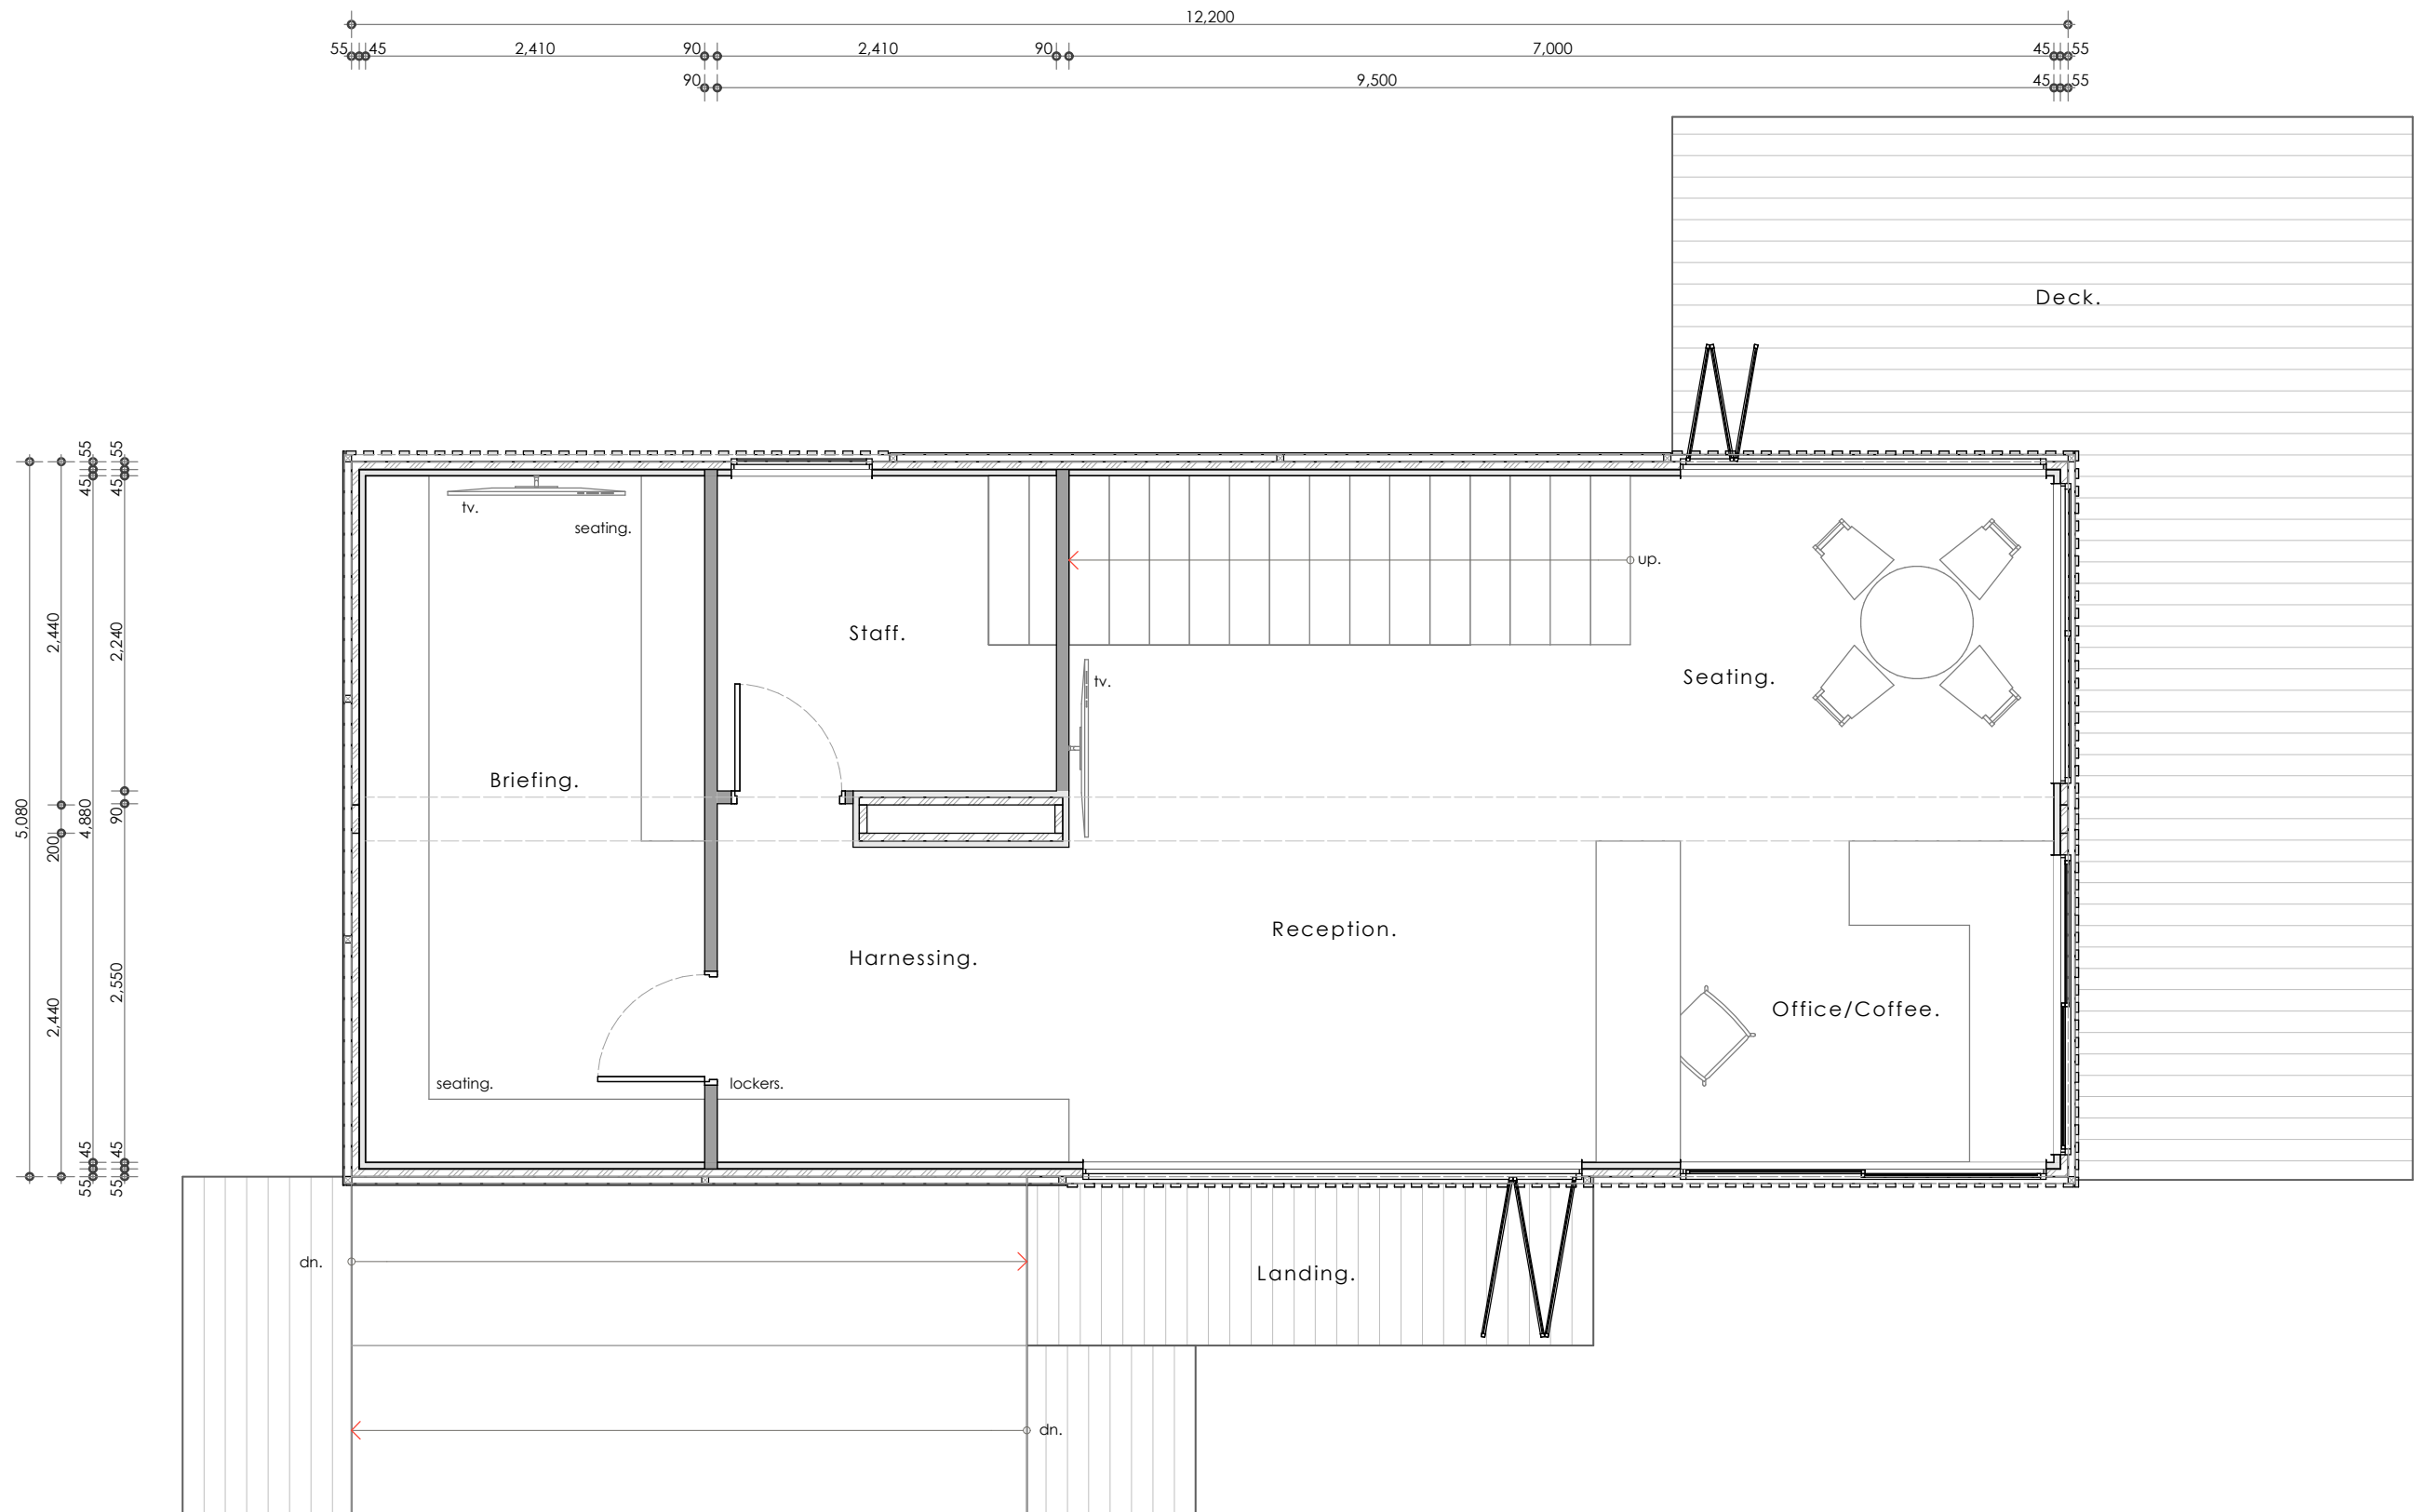 12,200
55 45 2,410 90 2,410 90 7,000 45 55
90 9,500 45 55
Deck.
55 55
45 45
tv.
seating.
up.
2,440 2,240
Staff.
Seating.
tv.
Briefing.
5,080 200 4,880 90
Reception.
Harnessing.
2,440 2,550
Office/Coffee.
seating. lockers.
45 45
55 55
dn.
Landing.
dn.